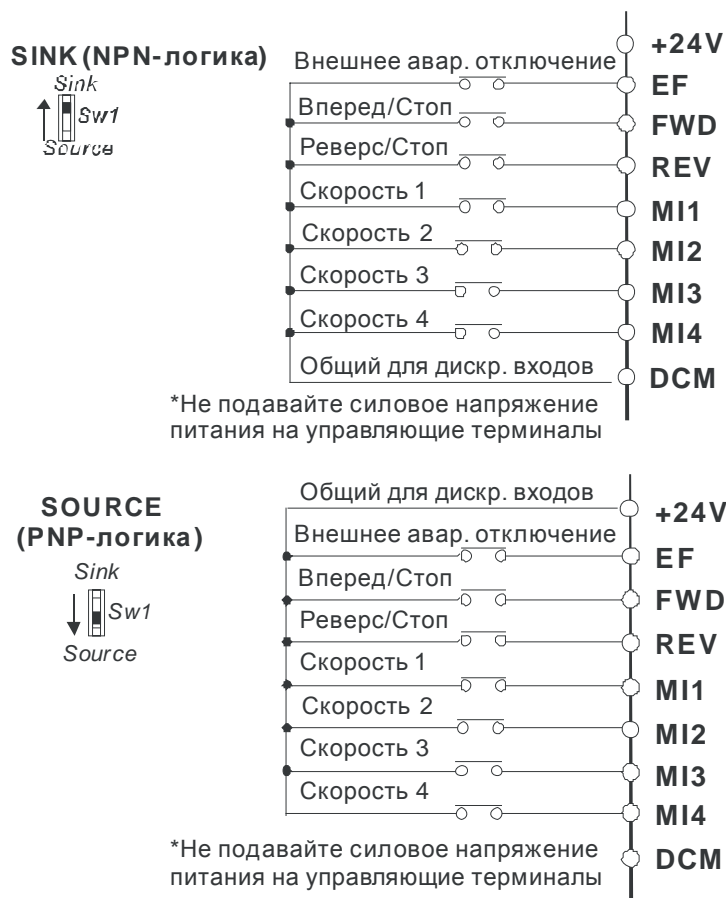 SINK (NPN-логика)
Sink
Sw1
Source
+24V
Внешнее авар. отключение
EF
Вперед/Стоп
FWD
Реверс/Стоп
REV
Скорость 1
MI1
Скорость 2
MI2
Скорость 3
MI3
Скорость 4
MI4
Общий для дискр. входов
DCM
*Не подавайте силовое напряжение
питания на управляющие терминалы
SOURCE
(PNP-логика)
Sink
Sw1
Source
Общий для дискр. входов
+24V
Внешнее авар. отключение
EF
Вперед/Стоп
FWD
Реверс/Стоп
REV
Скорость 1
MI1
Скорость 2
MI2
Скорость 3
MI3
Скорость 4
MI4
DCM
*Не подавайте силовое напряжение
питания на управляющие терминалы